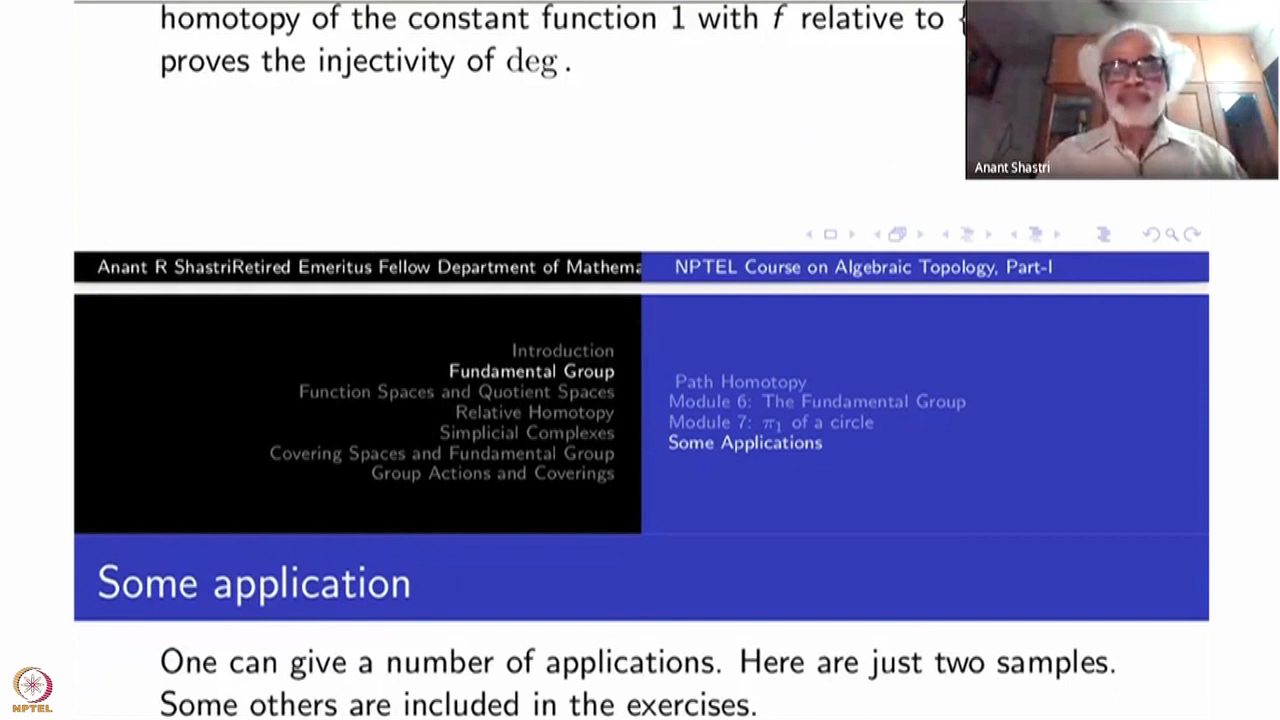 homotopy of the constant function 1 with f relative to {
proves the injectivity of deg .
Anant Shastri
Anant R ShastriRetired Emeritus Fellow Department of Mathema
NPTEL Course on Algebraic Topology, Part-I
Introduction
Fundamental Group
Function Spaces and Quotient Spaces
Relative Homotopy
Simplicial Complexes
Covering Spaces and Fundamental Group
Group Actions and Coverings
Path Homotopy
Module 6: The Fundamental Group
Module 7: π₁ of a circle
Some Applications
Some application
One can give a number of applications. Here are just two samples.
Some others are included in the exercises.
NPTEL